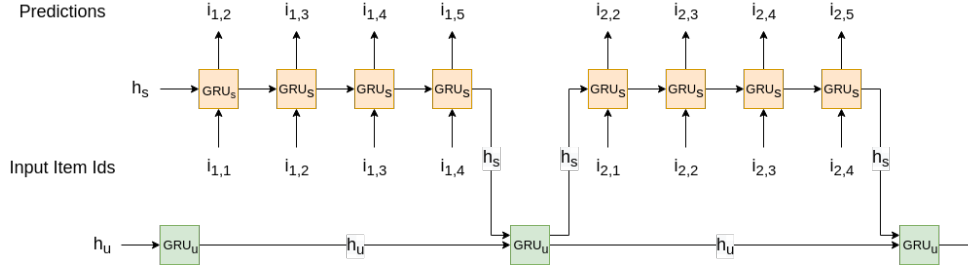 Predictions i₁,₂ i₁,₃ i₁,₄ i₁,₅ i₂,₂ i₂,₃ i₂,₄ i₂,₅
hₛ GRUₛ GRUₛ GRUₛ GRUₛ GRUₛ GRUₛ GRUₛ GRUₛ
Input Item Ids i₁,₁ i₁,₂ i₁,₃ i₁,₄ hₛ hₛ i₂,₁ i₂,₂ i₂,₃ i₂,₄ hₛ
hᵤ GRUᵤ hᵤ GRUᵤ hᵤ GRUᵤ